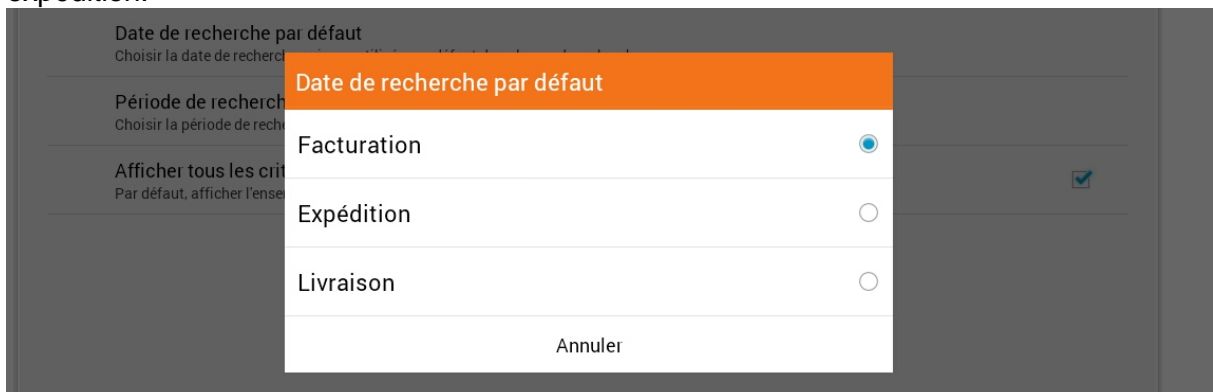 Date de recherche par défaut
Choisir la date de recherc
Date de recherche par défaut
Période de recherch
Choisir la période de reche
Facturation
Afficher tous les crit
Par défaut, afficher l'ense
Expédition
Livraison
Annuler